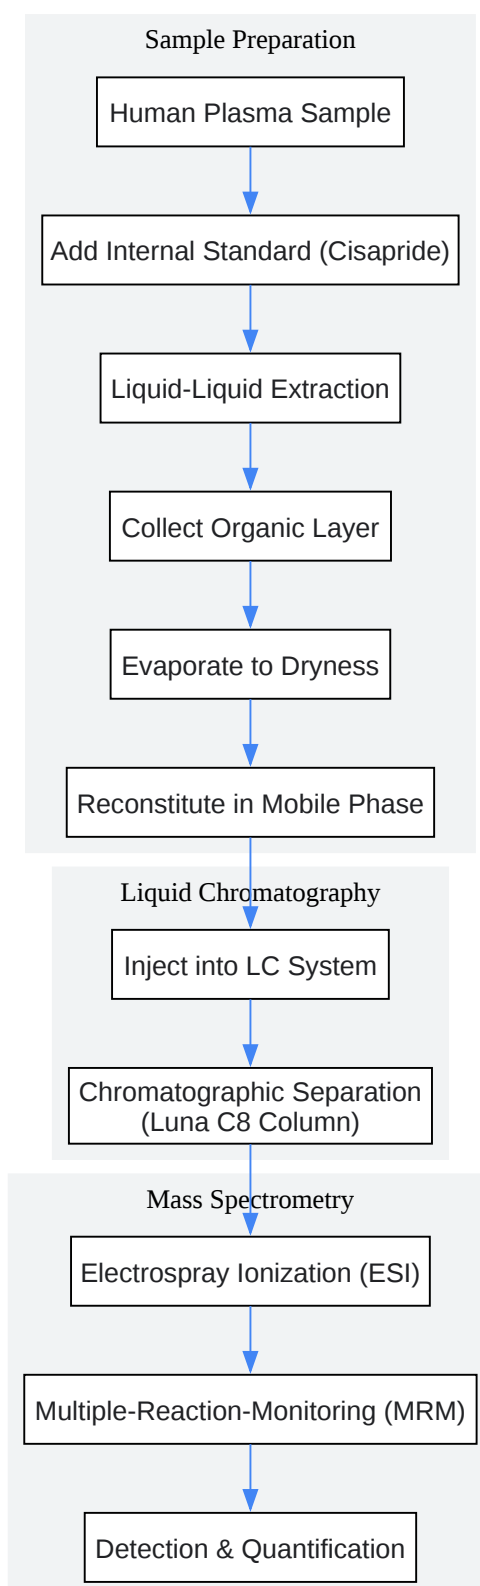 Sample Preparation
Human Plasma Sample
Add Internal Standard (Cisapride)
Liquid-Liquid Extraction
Collect Organic Layer
Evaporate to Dryness
Reconstitute in Mobile Phase
Liquid Chromatography
Inject into LC System
Chromatographic Separation
(Luna C8 Column)
Mass Spectrometry
Electrospray Ionization (ESI)
Multiple-Reaction-Monitoring (MRM)
Detection & Quantification